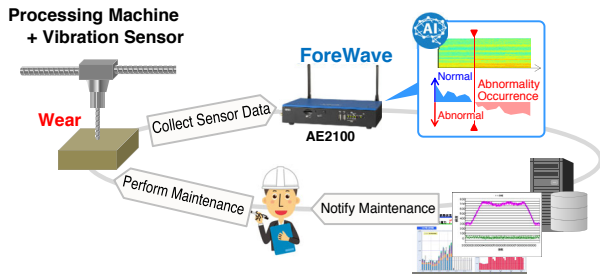 Processing Machine
+ Vibration Sensor
Wear
Collect Sensor Data
ForeWave
AE2100
AI
Normal
Abnormality
Occurrence
Abnormal
Perform Maintenance
Notify Maintenance